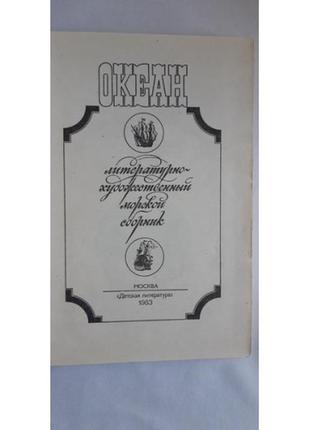 ОКЕАН
литературно-
художественный
морской
сборник
МОСКВА
«Детская литература»
1983